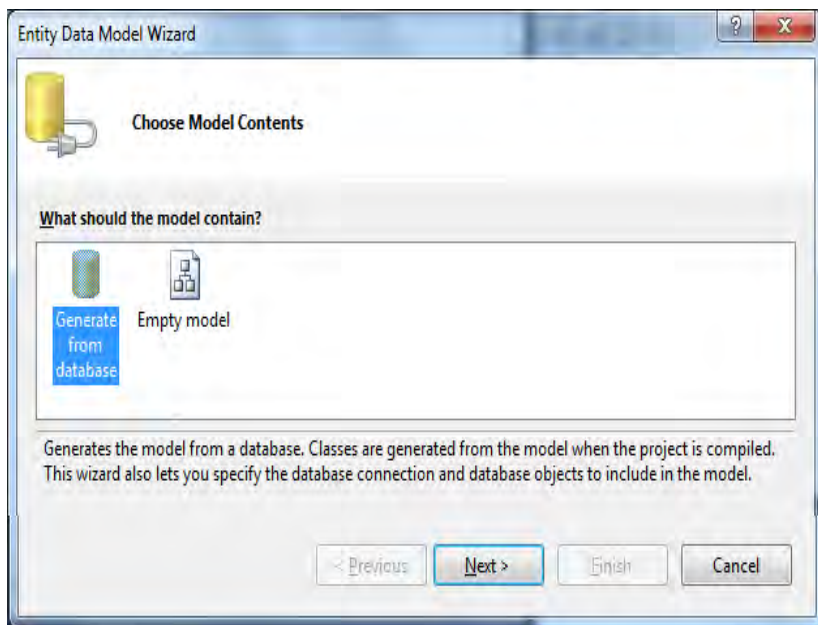 Entity Data Model Wizard
Choose Model Contents
What should the model contain?
Generate
from
database
Empty model
Generates the model from a database. Classes are generated from the model when the project is compiled.
This wizard also lets you specify the database connection and database objects to include in the model.
< Previous
Next >
Finish
Cancel